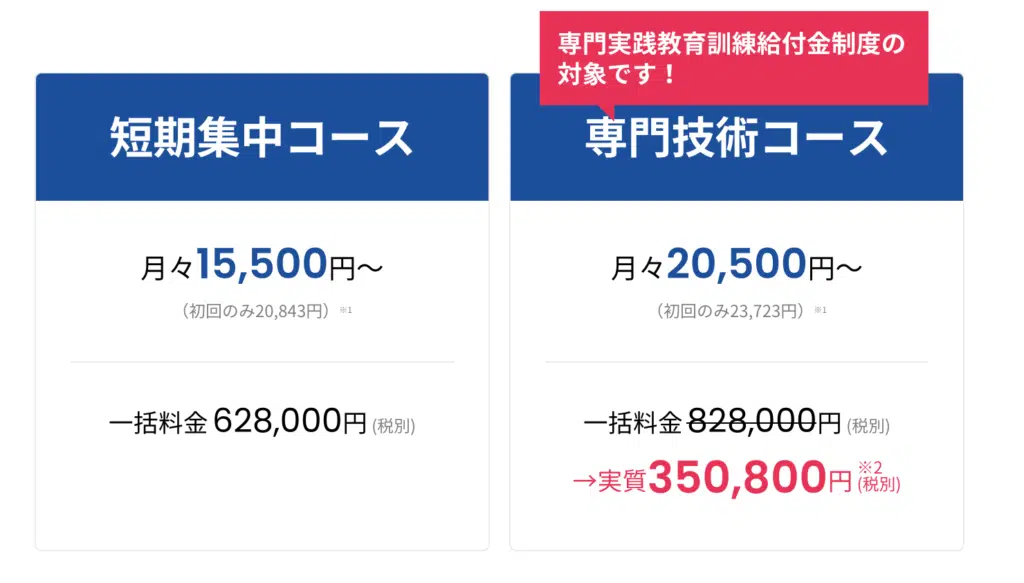 短期集中コース
月々15,500円〜
（初回のみ20,843円）※1
一括料金 628,000円 (税別)
専門実践教育訓練給付金制度の
対象です！
専門技術コース
月々20,500円〜
（初回のみ23,723円）※1
一括料金 828,000円 (税別)
→実質350,800円 ※2 (税別)